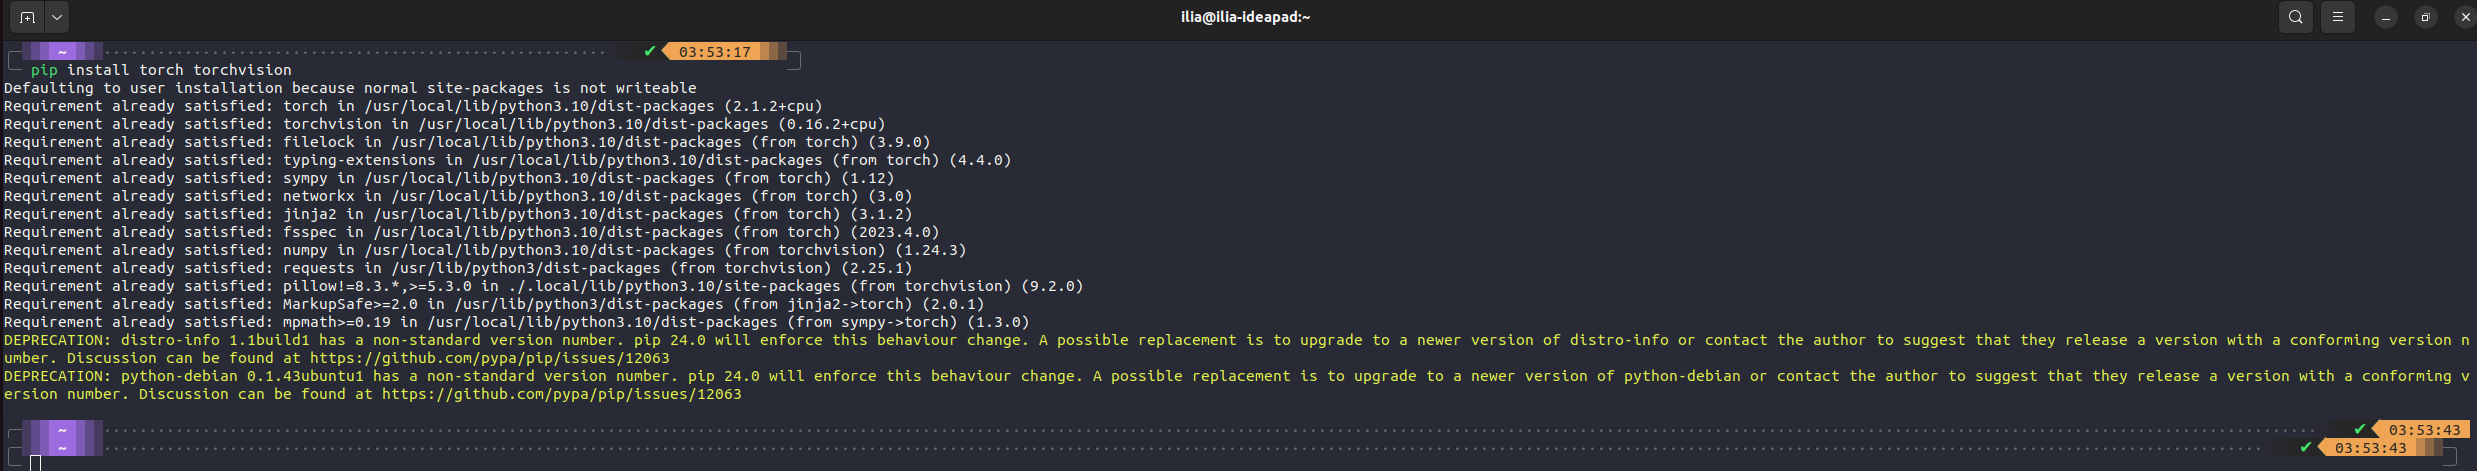 ilia@ilia-ideapad:~
~ ✔ 03:53:17
pip install torch torchvision
Defaulting to user installation because normal site-packages is not writeable
Requirement already satisfied: torch in /usr/local/lib/python3.10/dist-packages (2.1.2+cpu)
Requirement already satisfied: torchvision in /usr/local/lib/python3.10/dist-packages (0.16.2+cpu)
Requirement already satisfied: filelock in /usr/local/lib/python3.10/dist-packages (from torch) (3.9.0)
Requirement already satisfied: typing-extensions in /usr/local/lib/python3.10/dist-packages (from torch) (4.4.0)
Requirement already satisfied: sympy in /usr/local/lib/python3.10/dist-packages (from torch) (1.12)
Requirement already satisfied: networkx in /usr/local/lib/python3.10/dist-packages (from torch) (3.0)
Requirement already satisfied: jinja2 in /usr/local/lib/python3.10/dist-packages (from torch) (3.1.2)
Requirement already satisfied: fsspec in /usr/local/lib/python3.10/dist-packages (from torch) (2023.4.0)
Requirement already satisfied: numpy in /usr/local/lib/python3.10/dist-packages (from torchvision) (1.24.3)
Requirement already satisfied: requests in /usr/lib/python3/dist-packages (from torchvision) (2.25.1)
Requirement already satisfied: pillow!=8.3.*,>=5.3.0 in ./.local/lib/python3.10/site-packages (from torchvision) (9.2.0)
Requirement already satisfied: MarkupSafe>=2.0 in /usr/lib/python3/dist-packages (from jinja2->torch) (2.0.1)
Requirement already satisfied: mpmath>=0.19 in /usr/local/lib/python3.10/dist-packages (from sympy->torch) (1.3.0)
DEPRECATION: distro-info 1.1build1 has a non-standard version number. pip 24.0 will enforce this behaviour change. A possible replacement is to upgrade to a newer version of distro-info or contact the author to suggest that they release a version with a conforming version n
umber. Discussion can be found at https://github.com/pypa/pip/issues/12063
DEPRECATION: python-debian 0.1.43ubuntu1 has a non-standard version number. pip 24.0 will enforce this behaviour change. A possible replacement is to upgrade to a newer version of python-debian or contact the author to suggest that they release a version with a conforming v
ersion number. Discussion can be found at https://github.com/pypa/pip/issues/12063
~ ✔ 03:53:43
~ ✔ 03:53:43